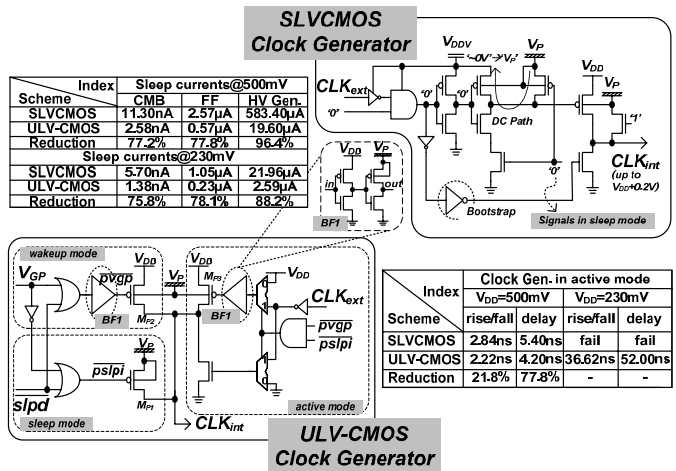 SLVCMOS
Clock Generator
Index Sleep currents@500mV
Scheme CMB FF HV Gen.
SLVCMOS 11.30nA 2.57μA 583.40μA
ULV-CMOS 2.58nA 0.57μA 19.60μA
Reduction 77.2% 77.8% 96.4%
Sleep currents@230mV
SLVCMOS 5.70nA 1.05μA 21.96μA
ULV-CMOS 1.38nA 0.23μA 2.59μA
Reduction 75.8% 78.1% 88.2%
VDDV '~0V'→VP' VP
VDD
VP
CLKext
'0'
'0' '0'
DC Path
'1'
CLKint
(up to
VDD+0.2V)
'0'
Bootstrap
Signals in sleep mode
VDD VP
in out
BF1
wakeup mode
VGP
pvgp
VDD
VP
MP3
VDD
CLKext
BF1
MP2
BF1
pvgp
pslpi
pslpi
VP
slpd
MP1
sleep mode
active mode
CLKint
ULV-CMOS
Clock Generator
Index Clock Gen. in active mode
VDD=500mV VDD=230mV
Scheme rise/fall delay rise/fall delay
SLVCMOS 2.84ns 5.40ns fail fail
ULV-CMOS 2.22ns 4.20ns 36.62ns 52.00ns
Reduction 21.8% 77.8% - -